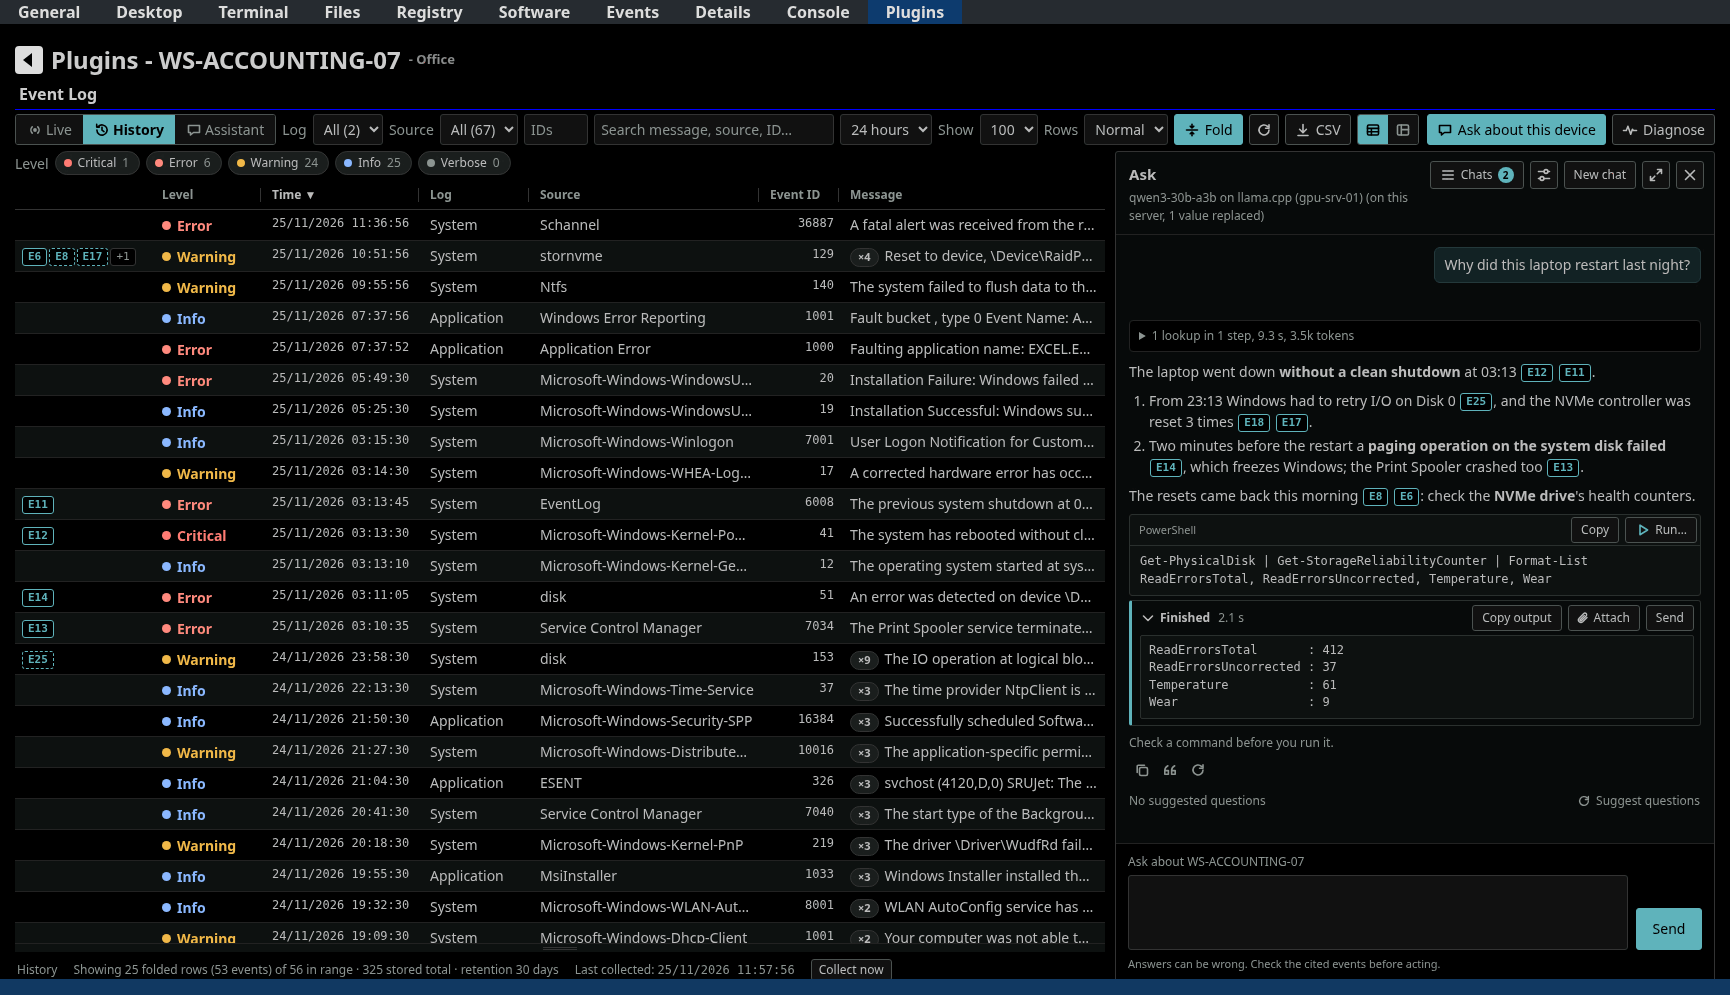 General Desktop Terminal Files Registry Software Events Details Console Plugins
Plugins - WS-ACCOUNTING-07 - Office
Event Log
Live History Assistant Log All (2) Source All (67) IDs Search message, source, ID... 24 hours Show 100 Rows Normal Fold CSV Ask about this device Diagnose
Level Critical 1 Error 6 Warning 24 Info 25 Verbose 0
Level Time ▼ Log Source Event ID Message
Error 25/11/2026 11:36:56 System Schannel 36887 A fatal alert was received from the r...
E6 E8 E17 +1 Warning 25/11/2026 10:51:56 System stornvme 129 ×4 Reset to device, \Device\RaidP...
Warning 25/11/2026 09:55:56 System Ntfs 140 The system failed to flush data to th...
Info 25/11/2026 07:37:56 Application Windows Error Reporting 1001 Fault bucket , type 0 Event Name: A...
Error 25/11/2026 07:37:52 Application Application Error 1000 Faulting application name: EXCEL.E...
Error 25/11/2026 05:49:30 System Microsoft-Windows-WindowsU... 20 Installation Failure: Windows failed ...
Info 25/11/2026 05:25:30 System Microsoft-Windows-WindowsU... 19 Installation Successful: Windows su...
Info 25/11/2026 03:15:30 System Microsoft-Windows-Winlogon 7001 User Logon Notification for Custom...
Warning 25/11/2026 03:14:30 System Microsoft-Windows-WHEA-Log... 17 A corrected hardware error has occ...
E11 Error 25/11/2026 03:13:45 System EventLog 6008 The previous system shutdown at 0...
E12 Critical 25/11/2026 03:13:30 System Microsoft-Windows-Kernel-Po... 41 The system has rebooted without cl...
Info 25/11/2026 03:13:10 System Microsoft-Windows-Kernel-Ge... 12 The operating system started at sys...
E14 Error 25/11/2026 03:11:05 System disk 51 An error was detected on device \D...
E13 Error 25/11/2026 03:10:35 System Service Control Manager 7034 The Print Spooler service terminate...
E25 Warning 24/11/2026 23:58:30 System disk 153 ×9 The IO operation at logical blo...
Info 24/11/2026 22:13:30 System Microsoft-Windows-Time-Service 37 ×3 The time provider NtpClient is ...
Info 24/11/2026 21:50:30 Application Microsoft-Windows-Security-SPP 16384 ×3 Successfully scheduled Softwa...
Warning 24/11/2026 21:27:30 System Microsoft-Windows-Distribute... 10016 ×3 The application-specific permi...
Info 24/11/2026 21:04:30 Application ESENT 326 ×3 svchost (4120,D,0) SRUJet: The ...
Info 24/11/2026 20:41:30 System Service Control Manager 7040 ×3 The start type of the Backgrou...
Warning 24/11/2026 20:18:30 System Microsoft-Windows-Kernel-PnP 219 ×3 The driver \Driver\WudfRd fail...
Info 24/11/2026 19:55:30 Application MsiInstaller 1033 ×3 Windows Installer installed th...
Info 24/11/2026 19:32:30 System Microsoft-Windows-WLAN-Aut... 8001 ×2 WLAN AutoConfig service has ...
Warning 24/11/2026 19:09:30 System Microsoft-Windows-Dhcp-Client 1001 ×2 Your computer was not able t...
History Showing 25 folded rows (53 events) of 56 in range · 325 stored total · retention 30 days Last collected: 25/11/2026 11:57:56 Collect now
Ask Chats 2 New chat
qwen3-30b-a3b on llama.cpp (gpu-srv-01) (on this
server, 1 value replaced)
Why did this laptop restart last night?
1 lookup in 1 step, 9.3 s, 3.5k tokens
The laptop went down without a clean shutdown at 03:13 E12 E11.
1. From 23:13 Windows had to retry I/O on Disk 0 E25, and the NVMe controller was
reset 3 times E18 E17.
2. Two minutes before the restart a paging operation on the system disk failed
E14, which freezes Windows; the Print Spooler crashed too E13.
The resets came back this morning E8 E6: check the NVMe drive's health counters.
PowerShell Copy Run...
Get-PhysicalDisk | Get-StorageReliabilityCounter | Format-List
ReadErrorsTotal, ReadErrorsUncorrected, Temperature, Wear
Finished 2.1 s Copy output Attach Send
ReadErrorsTotal : 412
ReadErrorsUncorrected : 37
Temperature : 61
Wear : 9
Check a command before you run it.
No suggested questions Suggest questions
Ask about WS-ACCOUNTING-07
Send
Answers can be wrong. Check the cited events before acting.